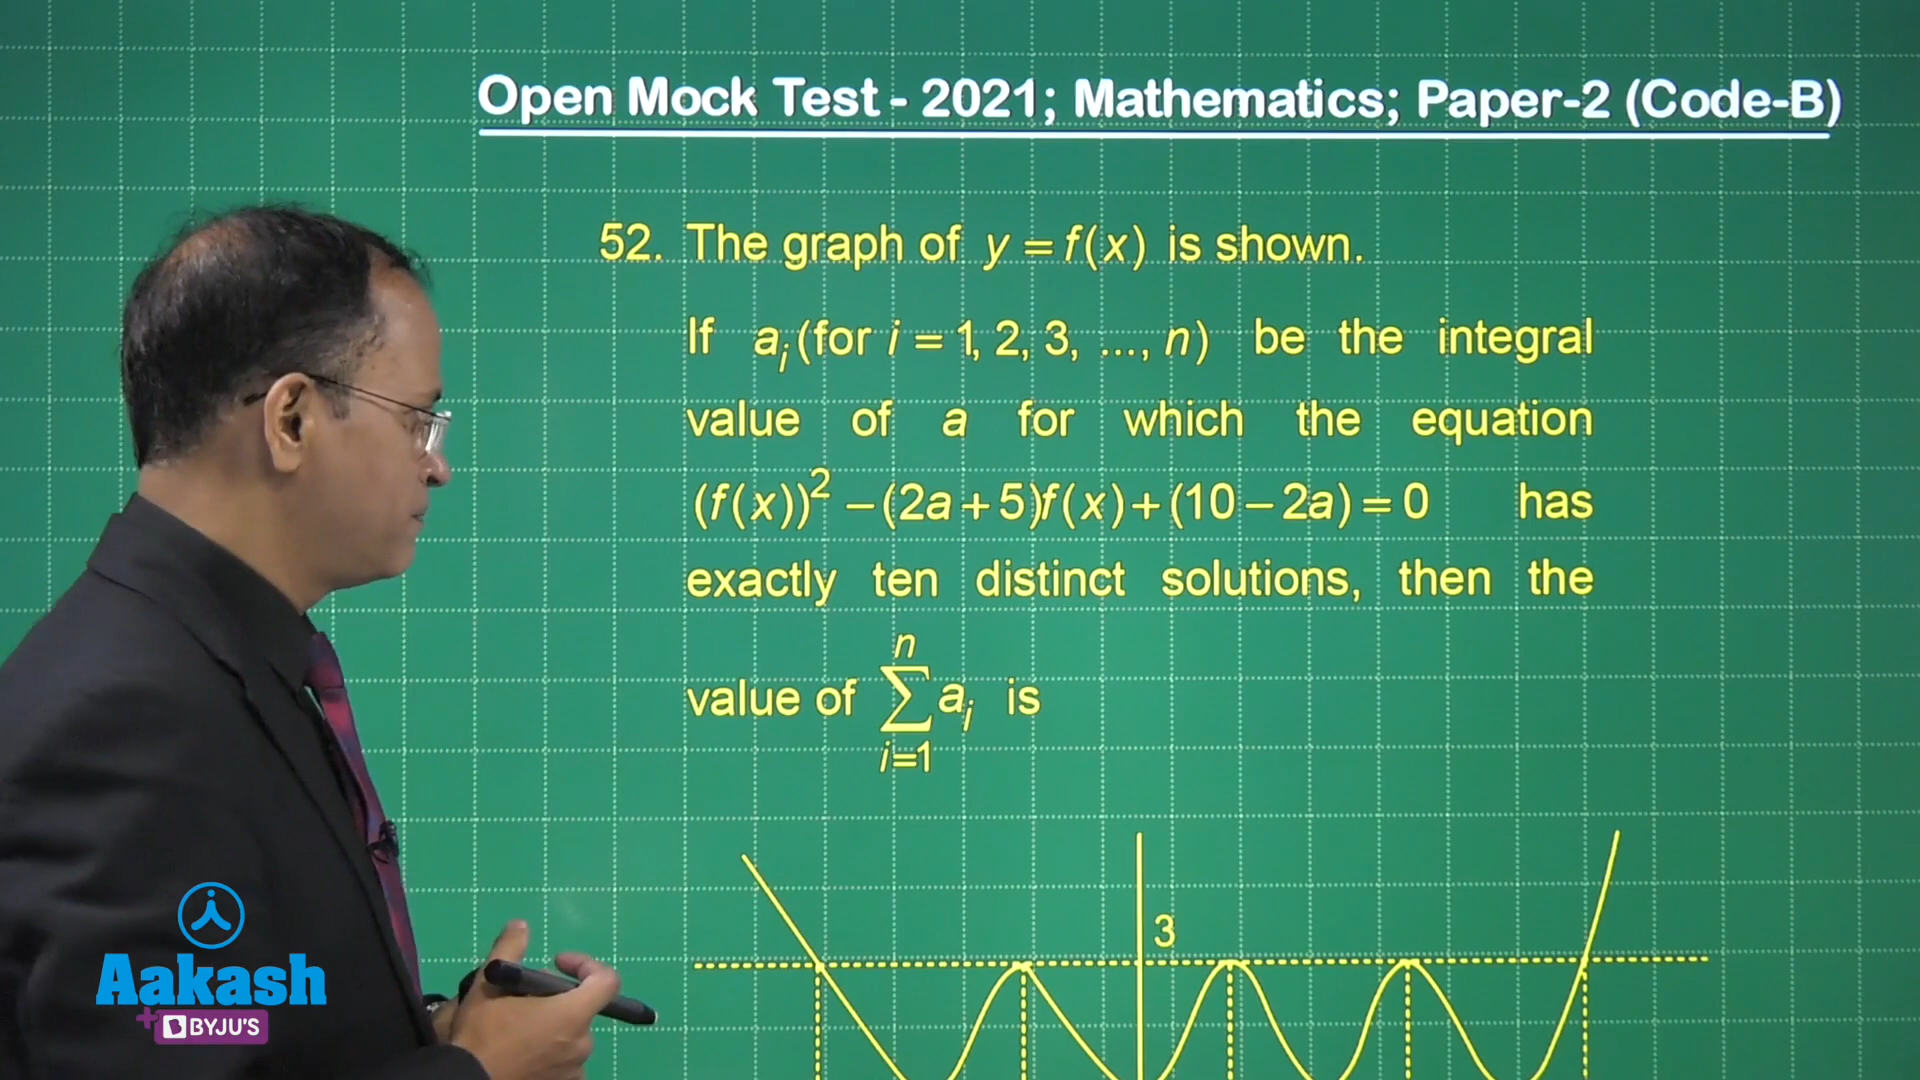 Open Mock Test - 2021; Mathematics; Paper-2 (Code-B)
52. The graph of y = f(x) is shown.
If aᵢ (for i = 1, 2, 3, ..., n) be the integral
value of a for which the equation
(f(x))² – (2a + 5)f(x) + (10 – 2a) = 0 has
exactly ten distinct solutions, then the
n
value of ∑ aᵢ is
i=1
3
Aakash
+ BYJU'S